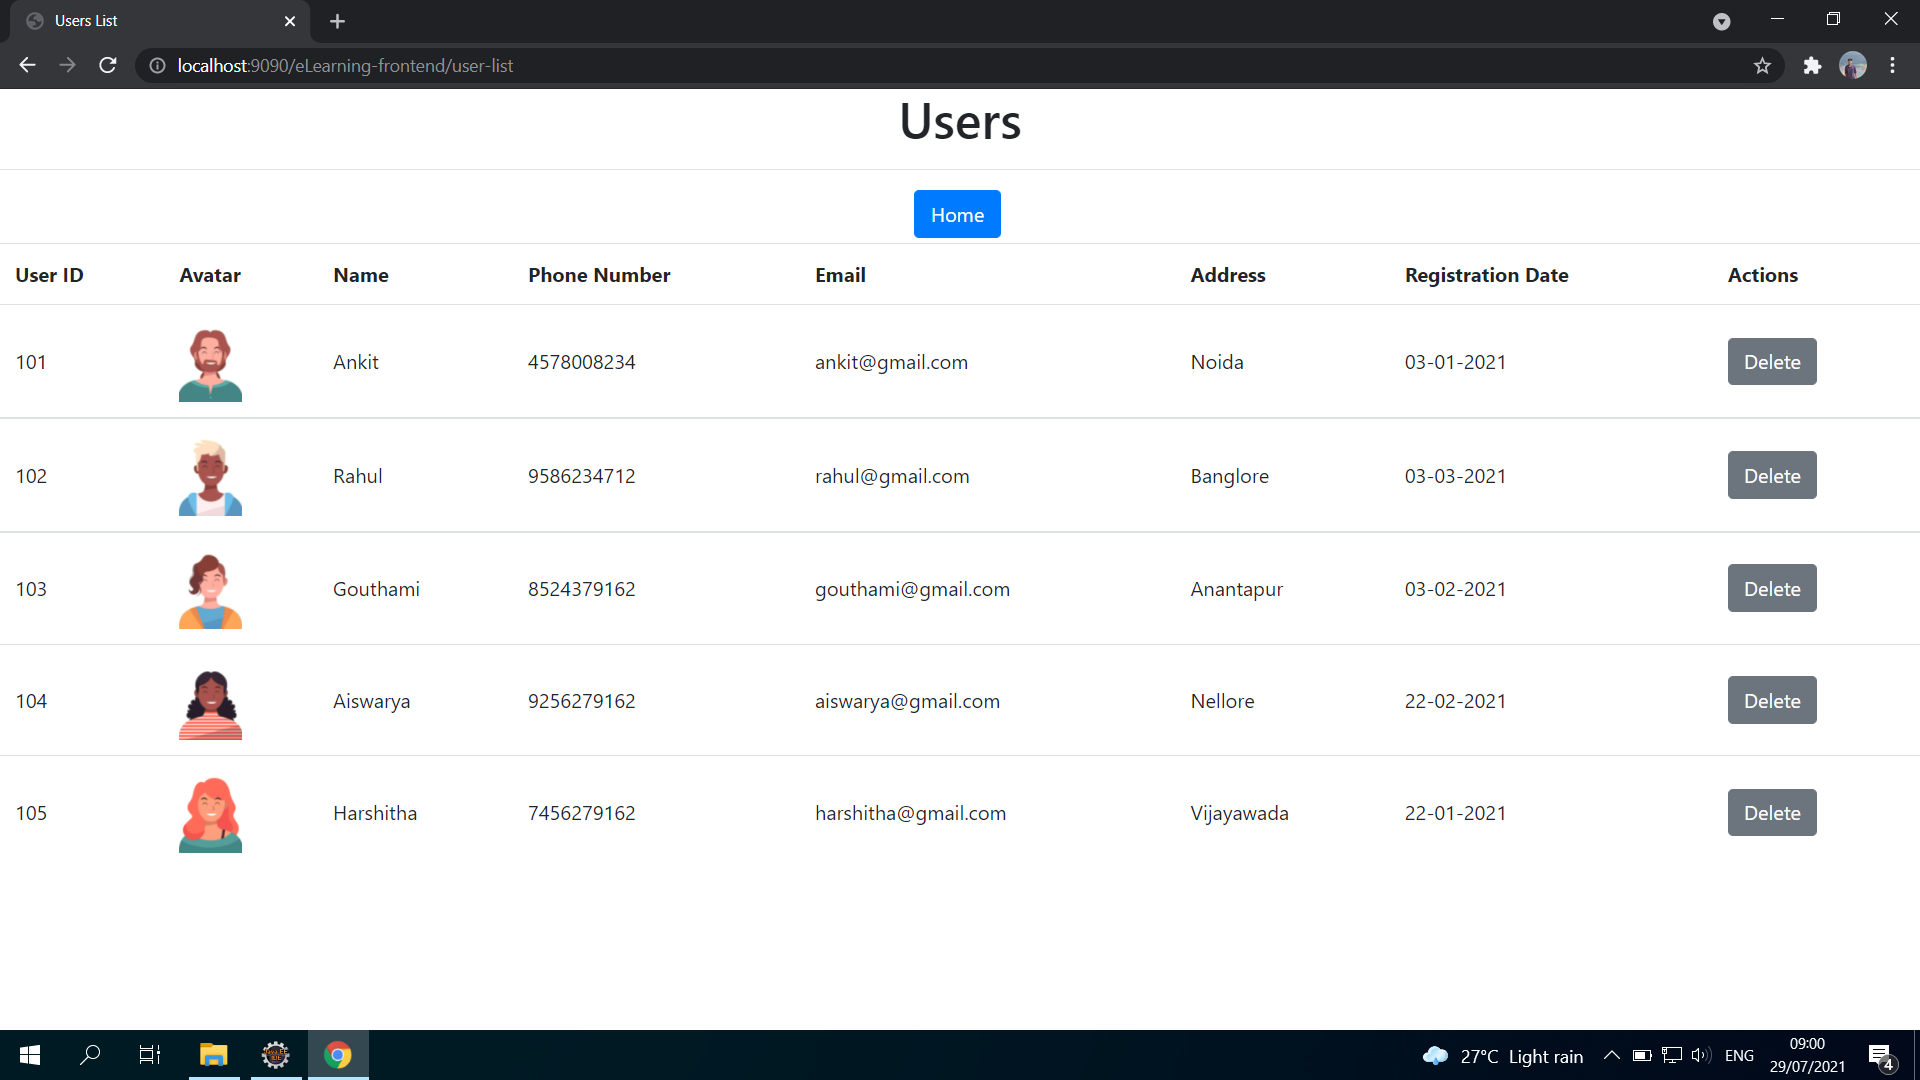 Users List
localhost:9090/eLearning-frontend/user-list
Users
Home
User ID Avatar Name Phone Number Email Address Registration Date Actions
101 Ankit 4578008234 ankit@gmail.com Noida 03-01-2021 Delete
102 Rahul 9586234712 rahul@gmail.com Banglore 03-03-2021 Delete
103 Gouthami 8524379162 gouthami@gmail.com Anantapur 03-02-2021 Delete
104 Aiswarya 9256279162 aiswarya@gmail.com Nellore 22-02-2021 Delete
105 Harshitha 7456279162 harshitha@gmail.com Vijayawada 22-01-2021 Delete
27°C Light rain ENG 09:00
29/07/2021
4